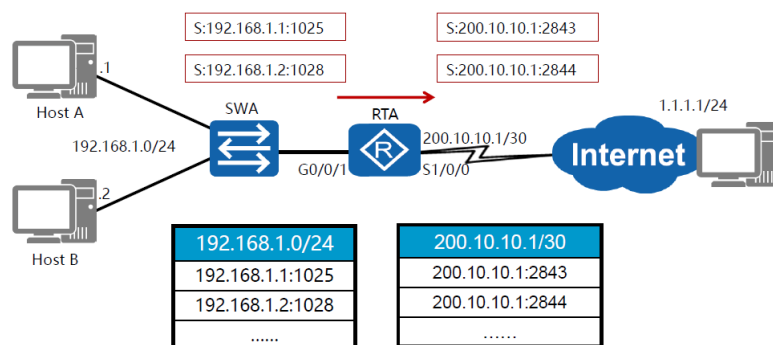 S:192.168.1.1:1025
S:200.10.10.1:2843
S:192.168.1.2:1028
S:200.10.10.1:2844
.1
Host A
SWA
RTA
1.1.1.1/24
192.168.1.0/24
200.10.10.1/30
R
Internet
G0/0/1
S1/0/0
.2
Host B
192.168.1.0/24
192.168.1.1:1025
192.168.1.2:1028
......
200.10.10.1/30
200.10.10.1:2843
200.10.10.1:2844
......